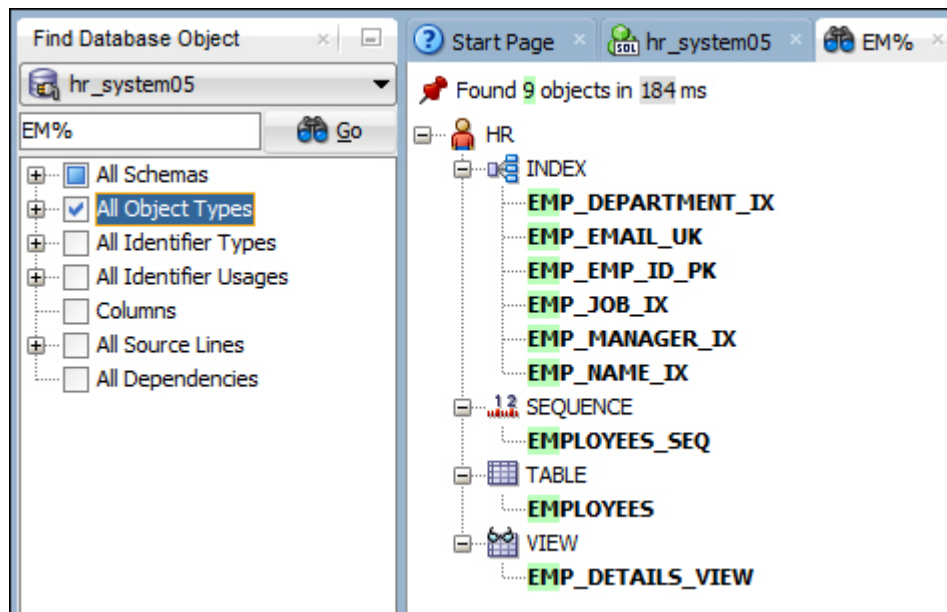 Find Database Object
hr_system05
EM%
Go
All Schemas
All Object Types
All Identifier Types
All Identifier Usages
Columns
All Source Lines
All Dependencies
Start Page
SQL
hr_system05
EM%
Found 9 objects in 184 ms
HR
INDEX
EMP_DEPARTMENT_IX
EMP_EMAIL_UK
EMP_EMP_ID_PK
EMP_JOB_IX
EMP_MANAGER_IX
EMP_NAME_IX
12 SEQUENCE
EMPLOYEES_SEQ
TABLE
EMPLOYEES
VIEW
EMP_DETAILS_VIEW